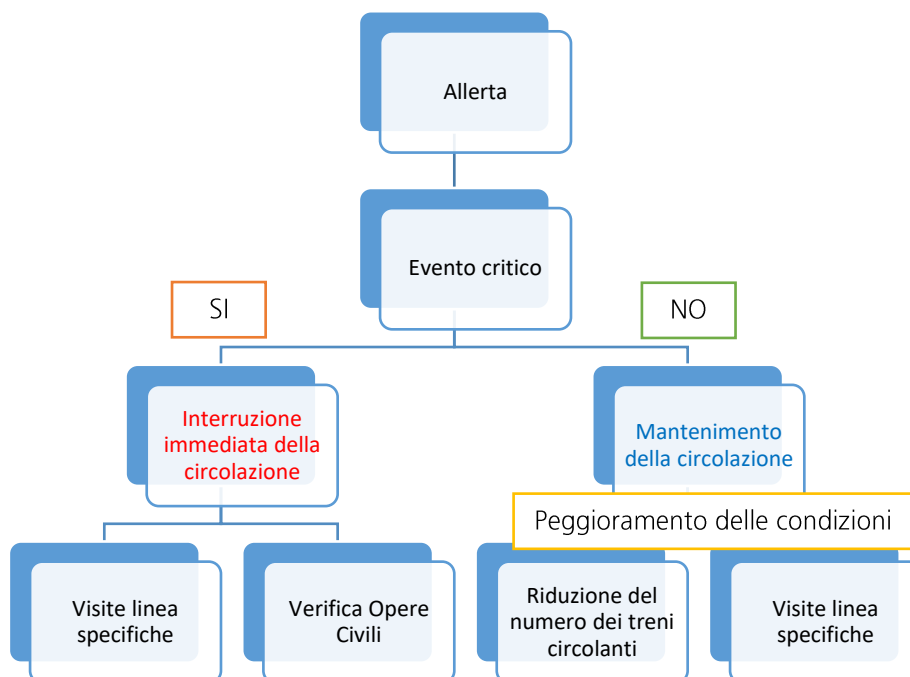 Allerta
Evento critico
SI
NO
Interruzione
immediata della
circolazione
Mantenimento
della circolazione
Peggioramento delle condizioni
Visite linea
specifiche
Verifica Opere
Civili
Riduzione del
numero dei treni
circolanti
Visite linea
specifiche